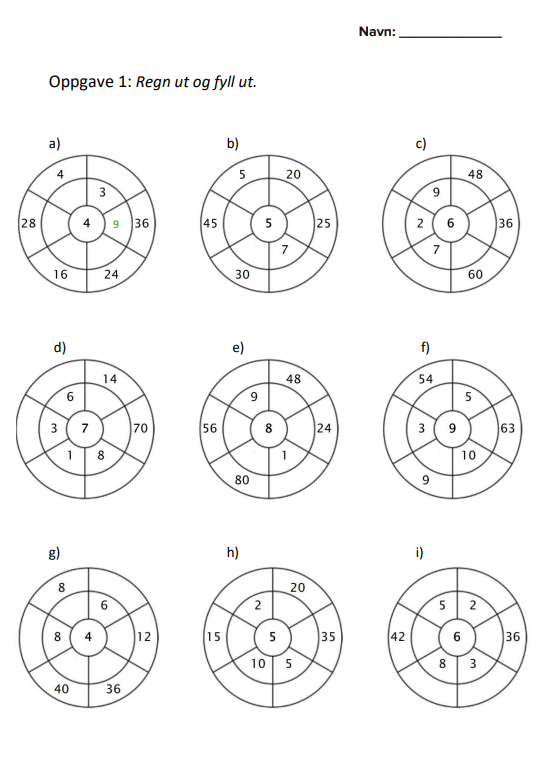 Navn: ______________
Oppgave 1: Regn ut og fyll ut.
a) b) c)
4 5 20 48
3 9
28 4 9 36 45 5 25 2 6 36
7 7
16 24 30 60
d) e) f)
14 48 54
6 9 5
3 7 70 56 8 24 3 9 63
1 8 1 10
80 9
g) h) i)
8 20
6 2 5 2
8 4 12 15 5 35 42 6 36
10 5 8 3
40 36